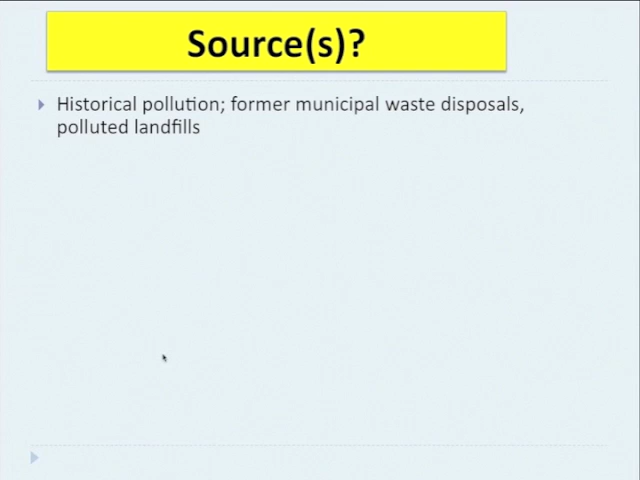 Source(s)?
Historical pollution; former municipal waste disposals,
polluted landfills